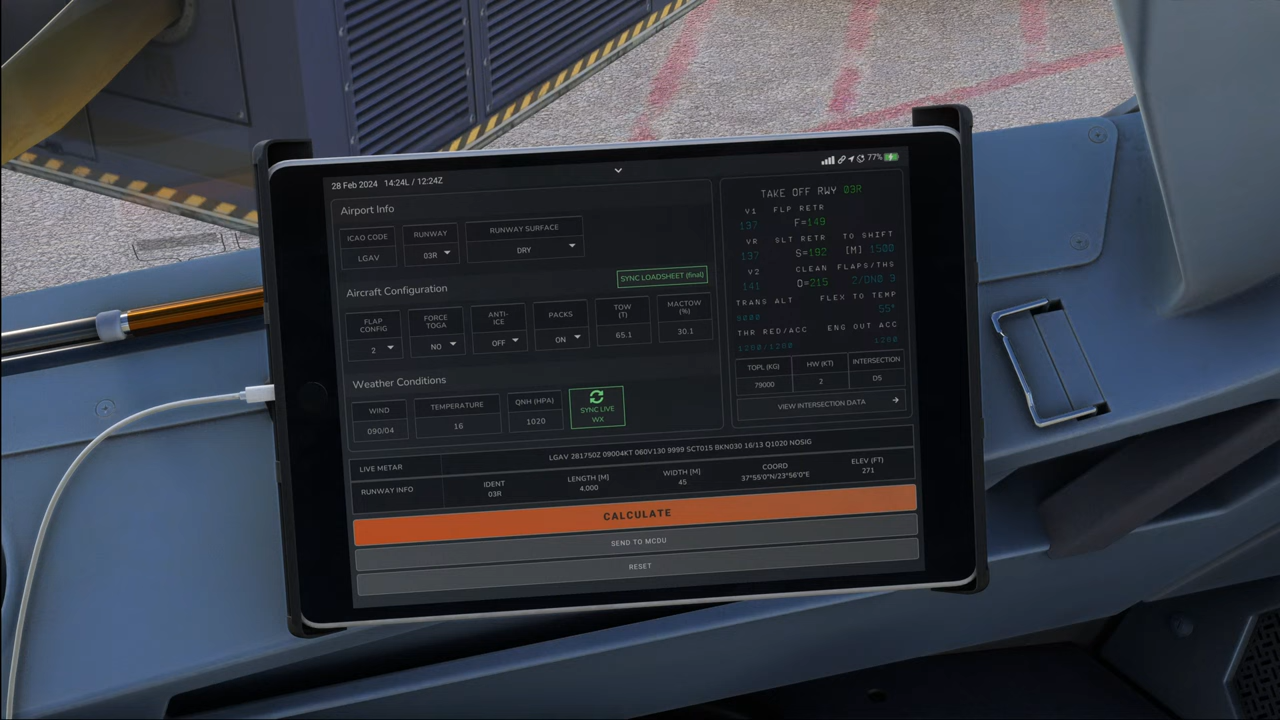 28 Feb 2024 14:24L / 12:24Z
77%
Airport Info
ICAO CODE
LGAV
RUNWAY
03R
RUNWAY SURFACE
DRY
Aircraft Configuration
SYNC LOADSHEET (final)
FLAP CONFIG
2
FORCE TOGA
NO
ANTI-ICE
OFF
PACKS
ON
TOW (T)
65.1
MACTOW (%)
30.1
Weather Conditions
WIND
090/04
TEMPERATURE
16
QNH (HPA)
1020
SYNC LIVE WX
TAKE OFF RWY 03R
V1 FLP RETR
137 F=149
VR SLT RETR TO SHIFT
137 S=192 [M] 1500
V2 CLEAN FLAPS/THS
141 O=215 2/DN0.3
TRANS ALT FLEX TO TEMP
5000 55°
THR RED/ACC ENG OUT ACC
1280/1280 1280
TOPL (KG)
79000
HW (KT)
2
INTERSECTION
D5
VIEW INTERSECTION DATA
LIVE METAR LGAV 281750Z 09004KT 060V130 9999 SCT015 BKN030 16/13 Q1020 NOSIG
RUNWAY INFO
IDENT
03R
LENGTH [M]
4,000
WIDTH [M]
45
COORD
37°55'0"N/23°56'0"E
ELEV (FT)
271
CALCULATE
SEND TO MCDU
RESET